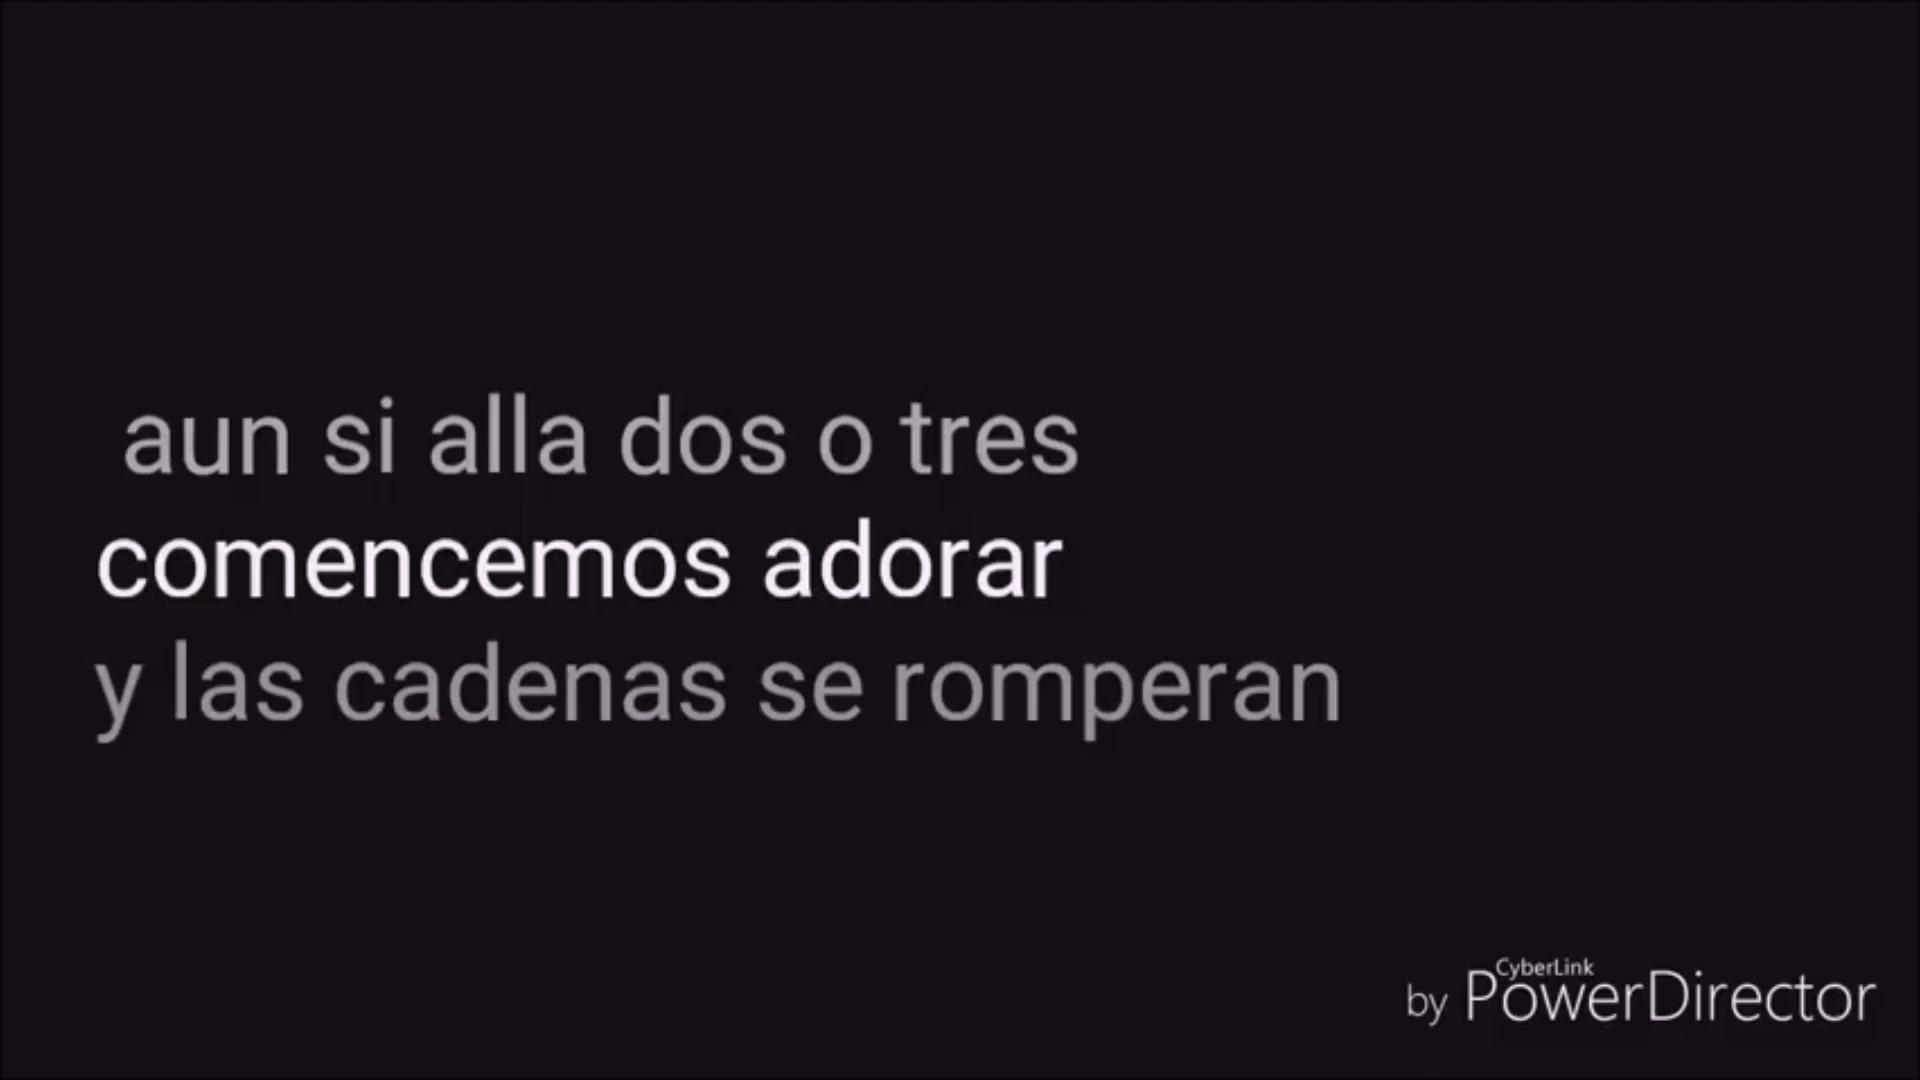 aun si alla dos o tres
comencemos adorar
y las cadenas se romperan
CyberLink
by PowerDirector